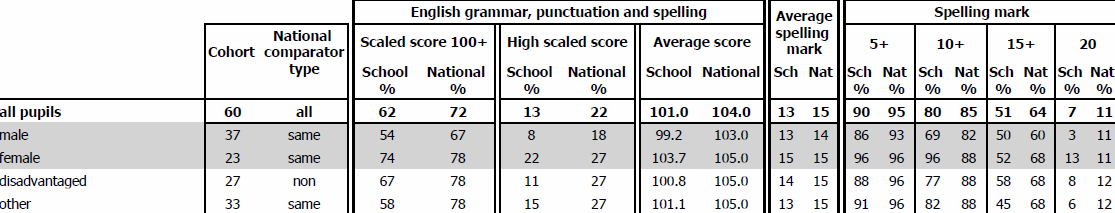 English grammar, punctuation and spelling Average spelling mark Spelling mark
Cohort National comparator type Scaled score 100+ High scaled score Average score 5+ 10+ 15+ 20
School % National % School % National % School National Sch Nat Sch % Nat % Sch % Nat % Sch % Nat % Sch % Nat %
all pupils 60 all 62 72 13 22 101.0 104.0 13 15 90 95 80 85 51 64 7 11
male 37 same 54 67 8 18 99.2 103.0 13 14 86 93 69 82 50 60 3 11
female 23 same 74 78 22 27 103.7 105.0 15 15 96 96 96 88 52 68 13 11
disadvantaged 27 non 67 78 11 27 100.8 105.0 14 15 88 96 77 88 58 68 8 12
other 33 same 58 78 15 27 101.1 105.0 13 15 91 96 82 88 45 68 6 12